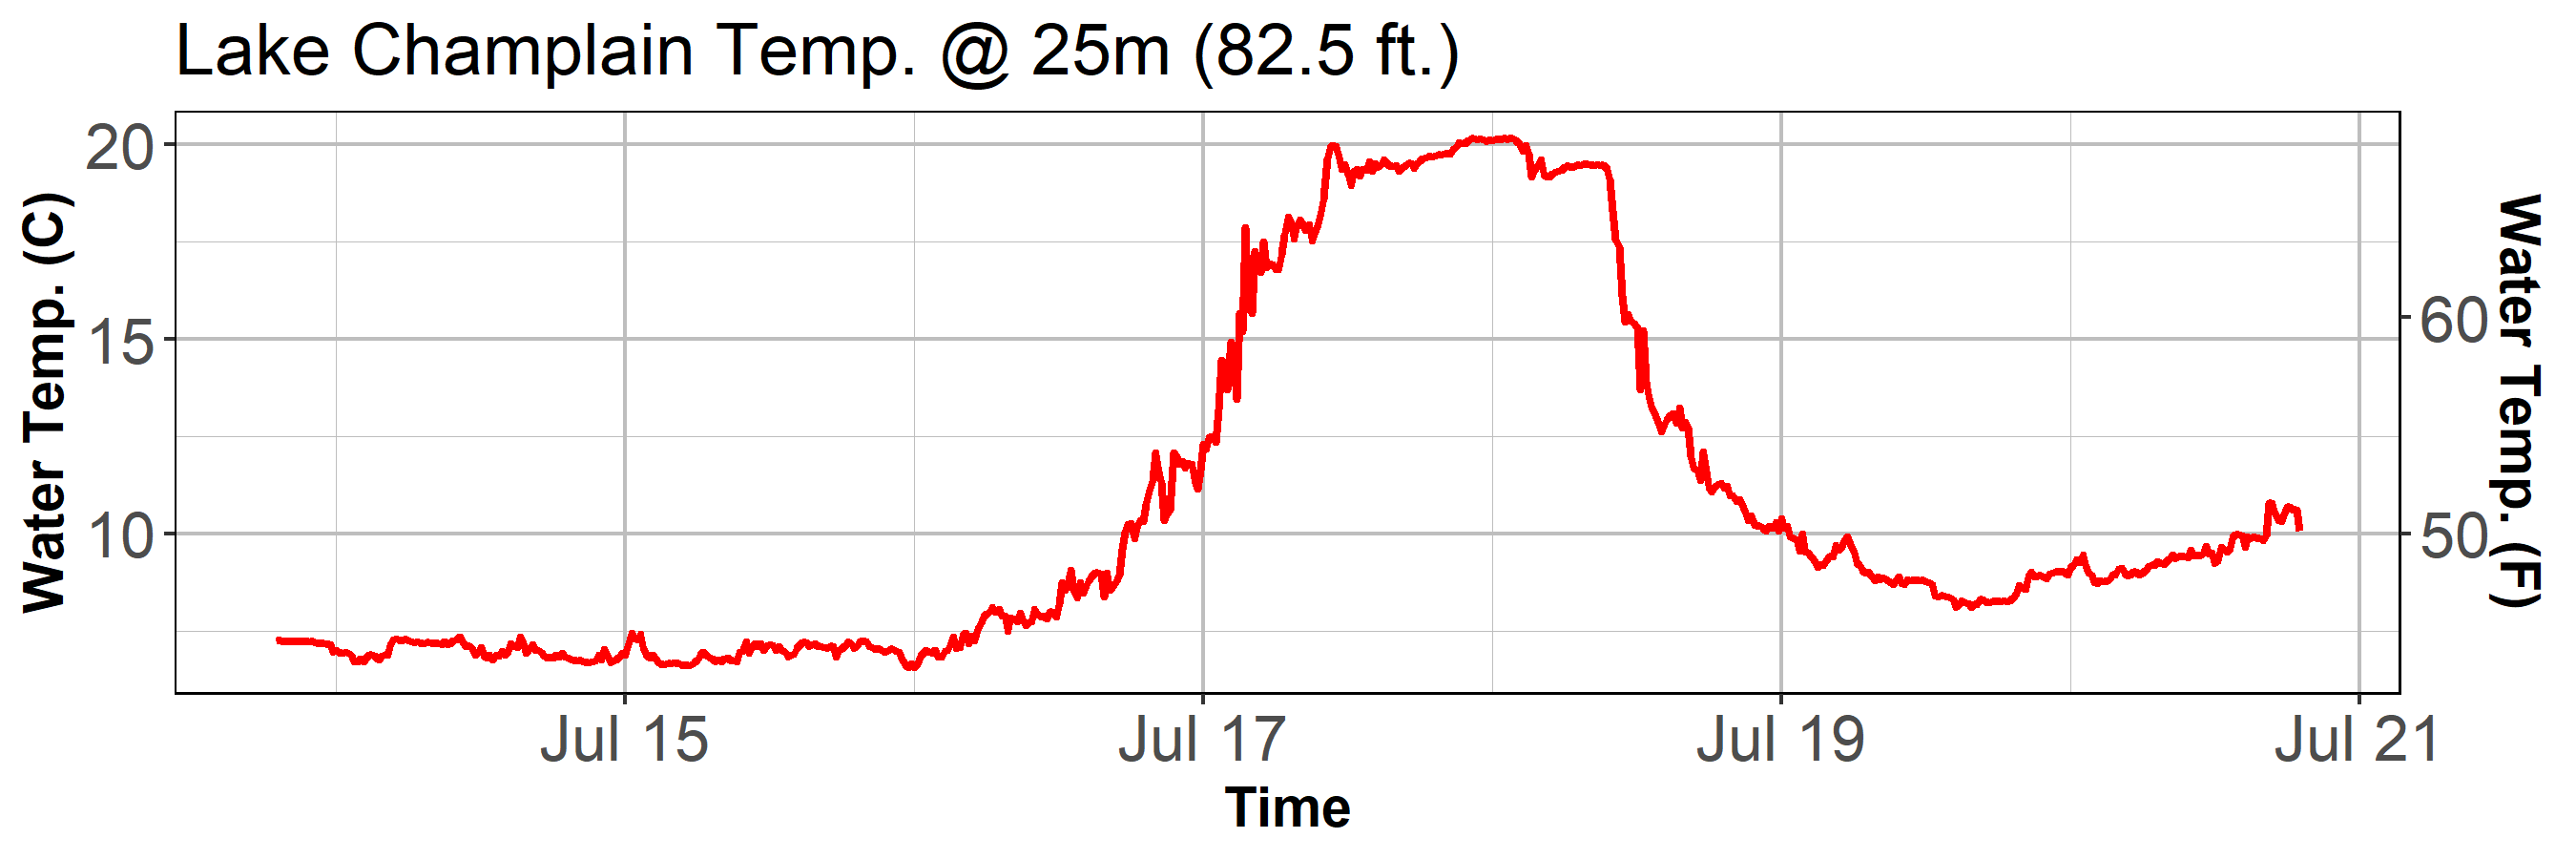 Lake Champlain Temp. @ 25m (82.5 ft.)
Water Temp. (C)
20
15
10
60
50
Water Temp. (F)
Jul 15
Jul 17
Jul 19
Jul 21
Time